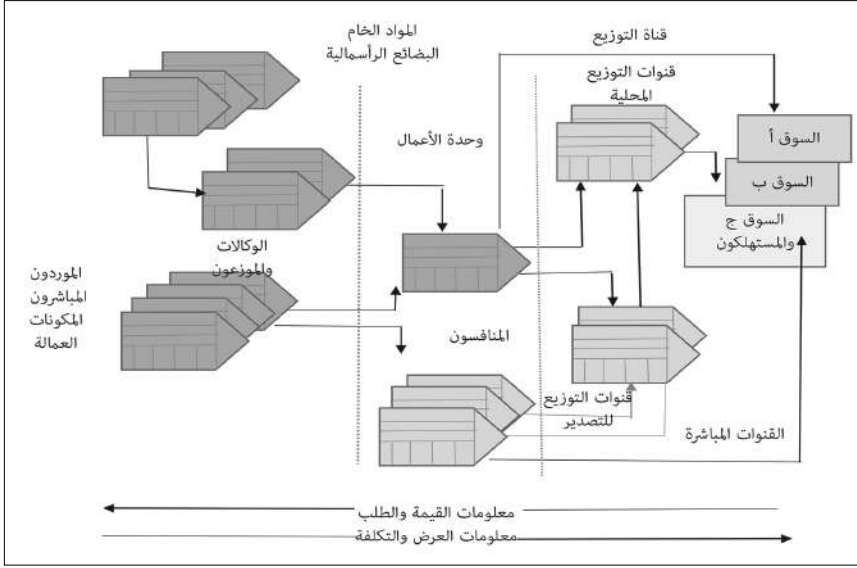 المواد الخام
البضائع الرأسمالية
قناة التوزيع
قنوات التوزيع
المحلية
وحدة الأعمال
السوق أ
السوق ب
السوق ج
والمستهلكون
الوكالات
والموزعون
الموردون
المباشرون
المكونات
العمالة
المنافسون
قنوات التوزيع
للتصدير
القنوات المباشرة
معلومات القيمة والطلب
معلومات العرض والتكلفة